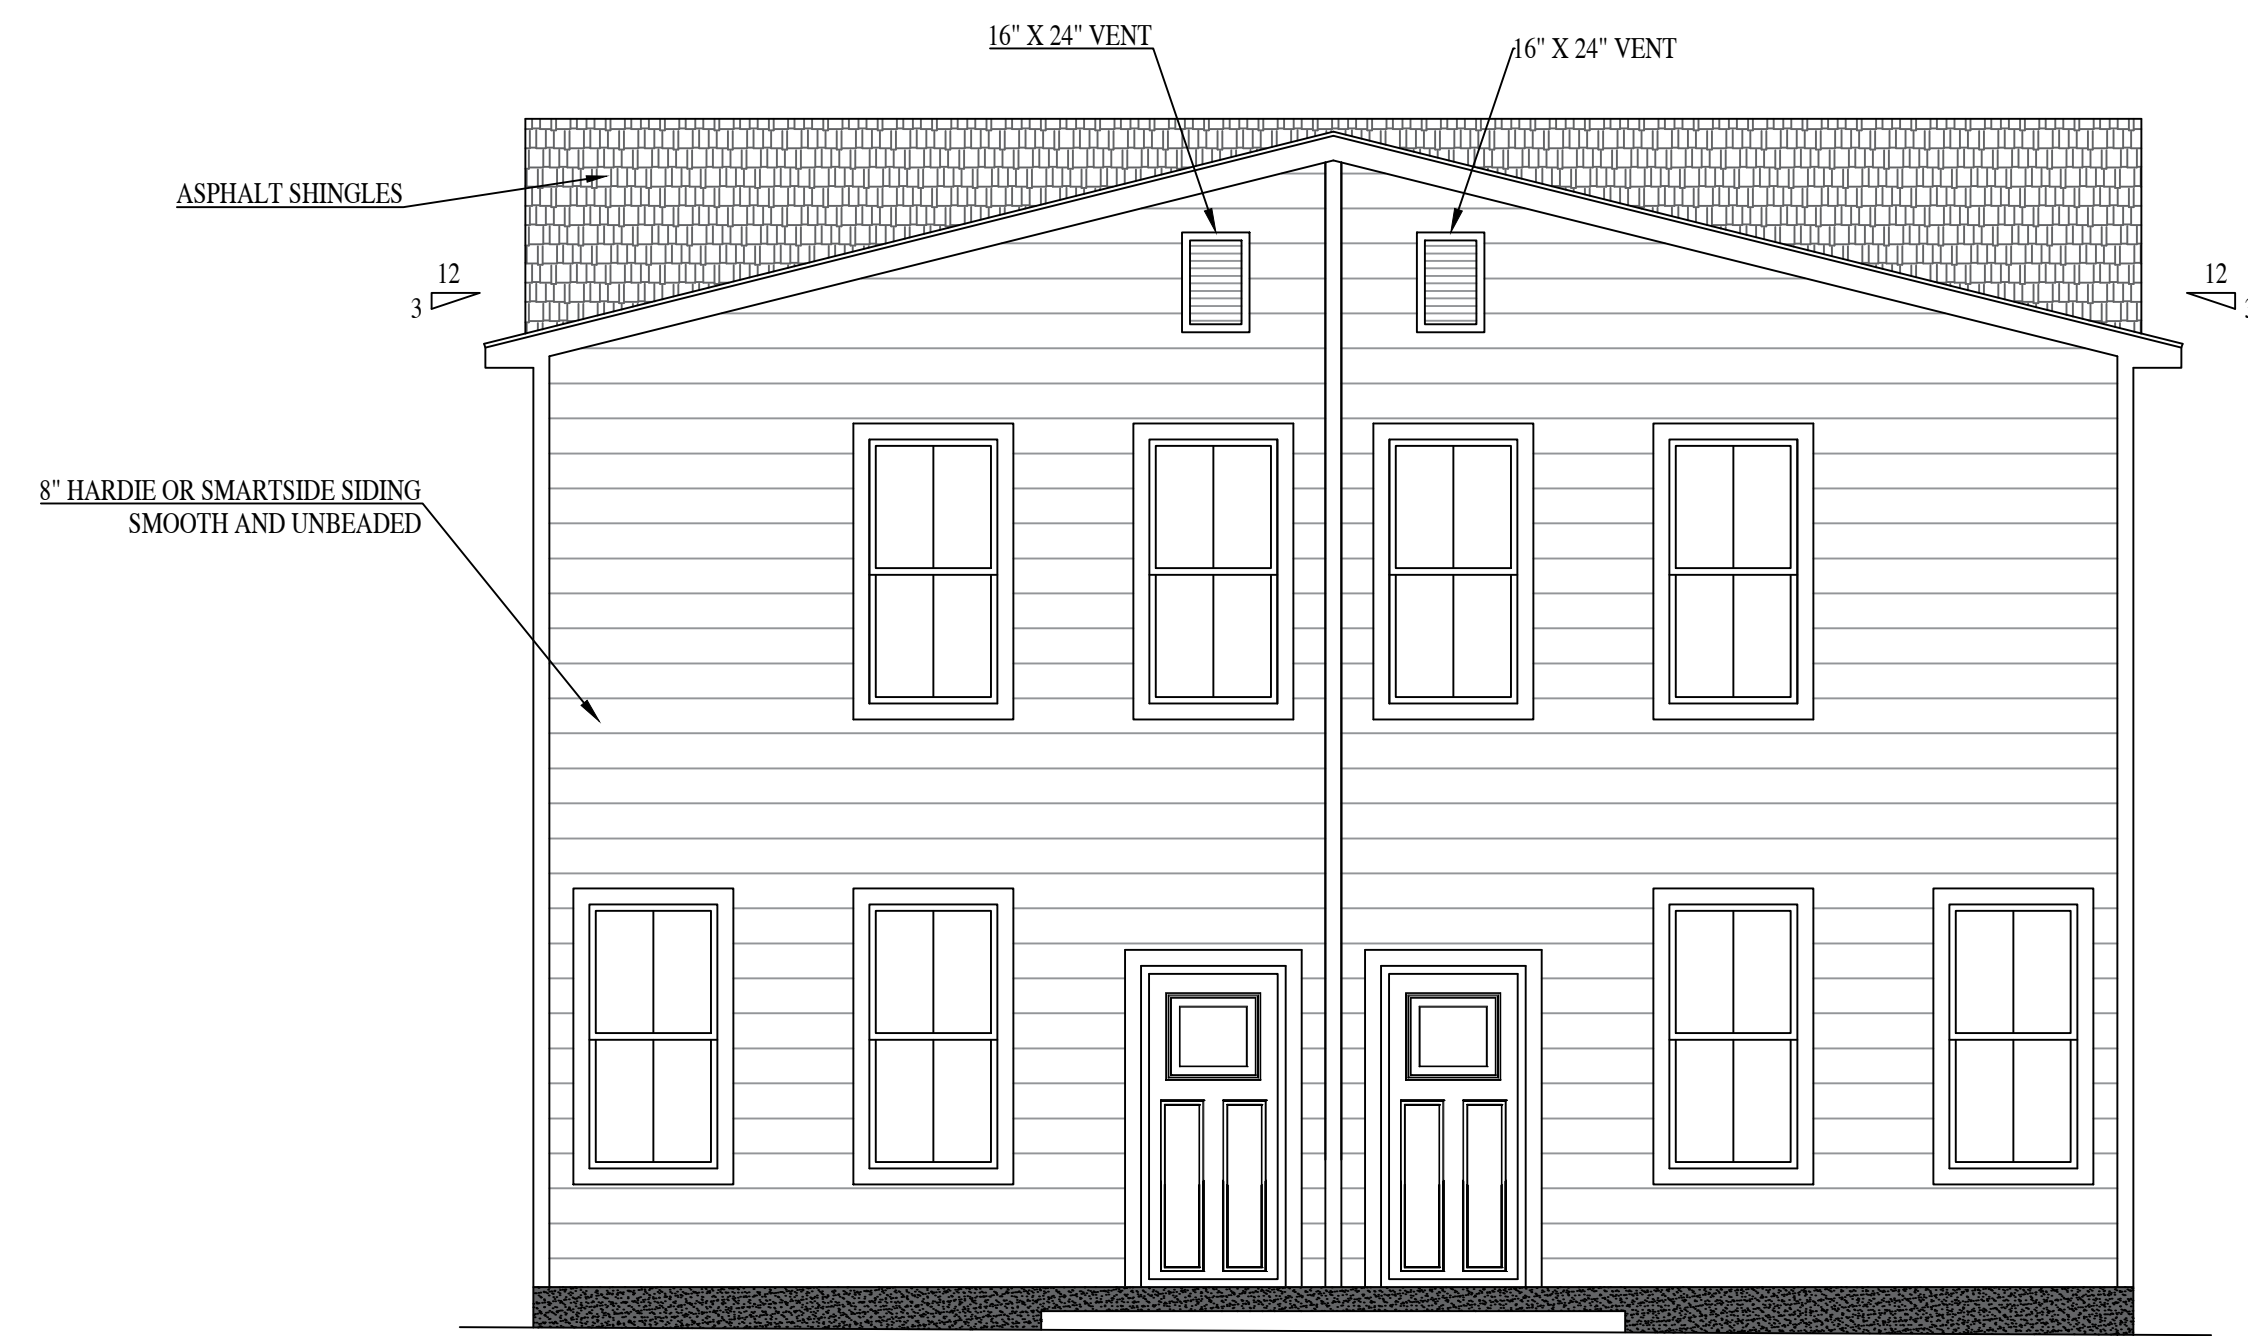 16" X 24" VENT
16" X 24" VENT
ASPHALT SHINGLES
12
3
12
8" HARDIE OR SMARTSIDE SIDING
SMOOTH AND UNBEADED